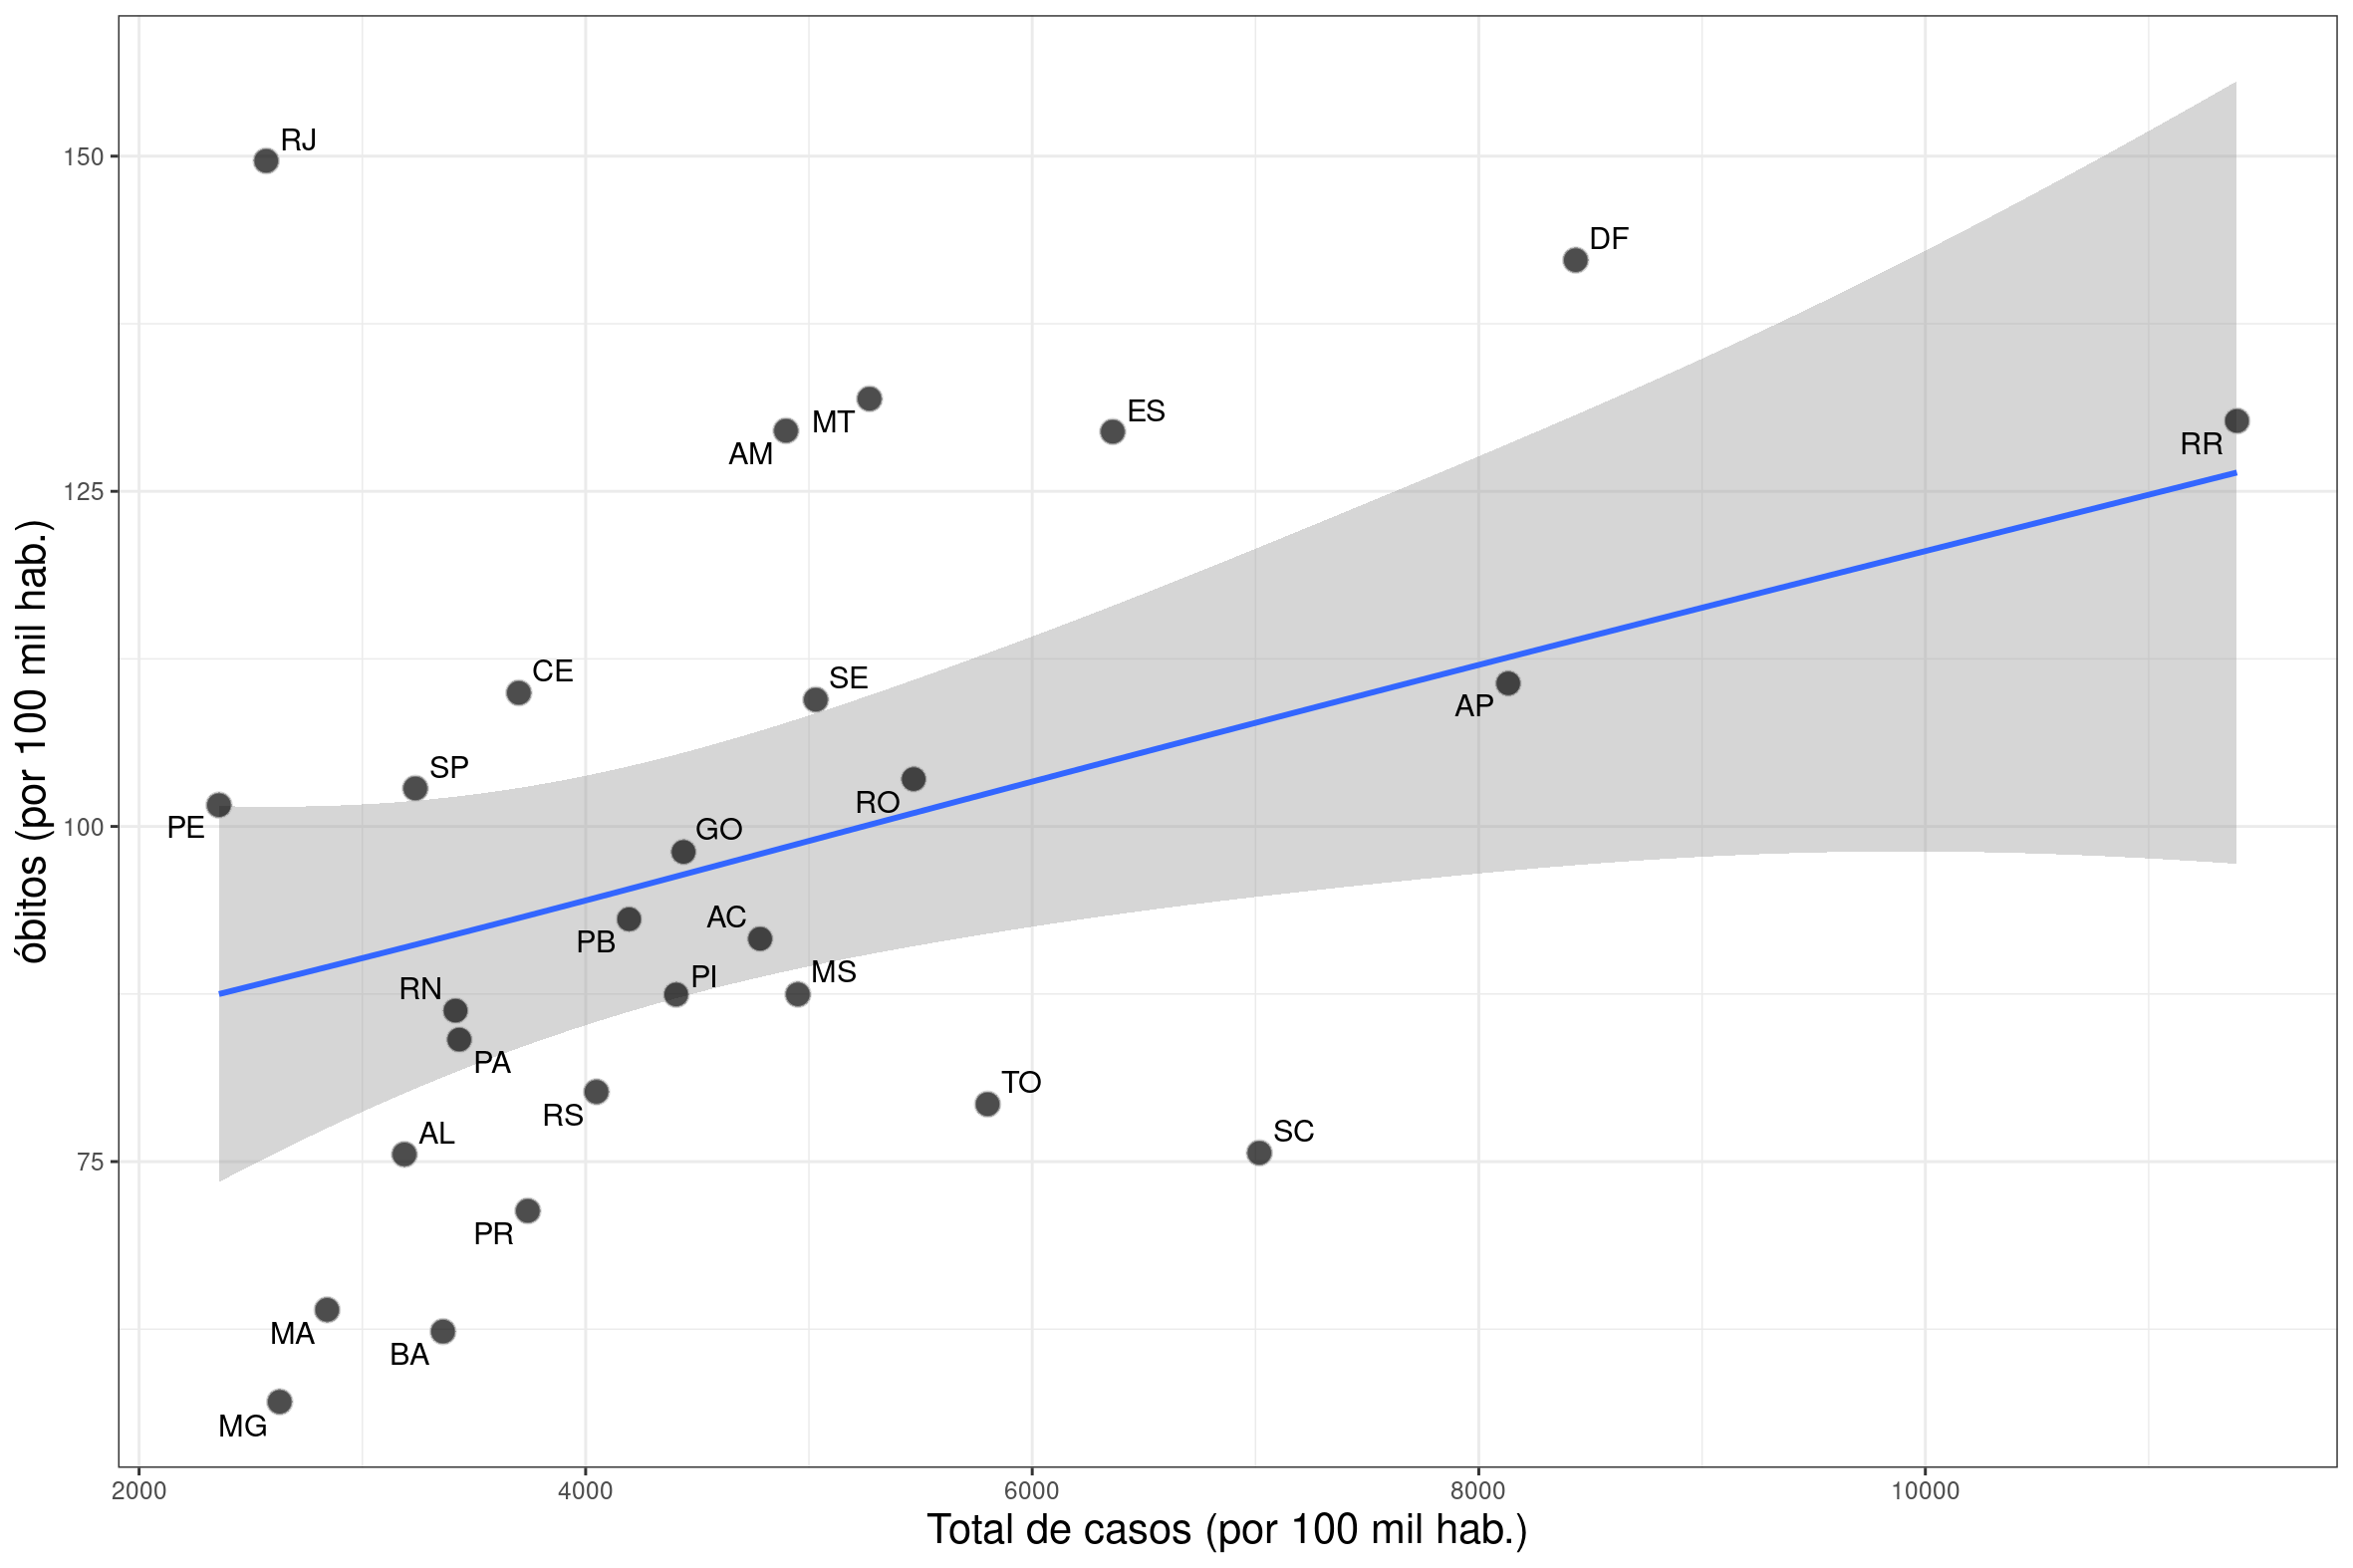 RJ
150
DF
ES
MT
AM
RR
125
CE
SE
SP
AP
RO
PE
100
GO
AC
PB
PI
MS
RN
PA
TO
RS
SC
AL
75
PR
MA
BA
MG
2000
4000
6000
8000
10000
Total de casos (por 100 mil hab.)
óbitos (por 100 mil hab.)